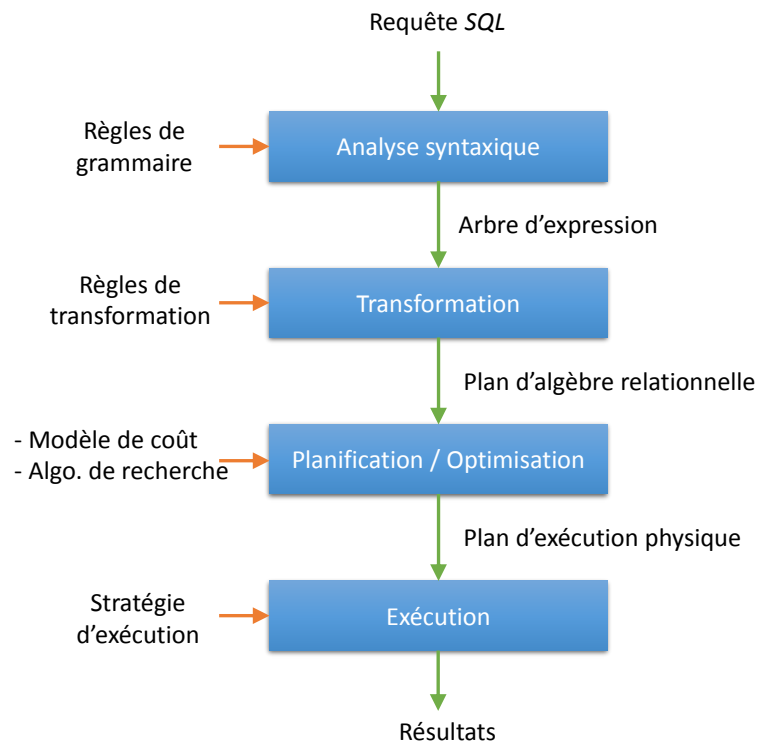 Requête SQL
Règles de
grammaire
Analyse syntaxique
Arbre d'expression
Règles de
transformation
Transformation
Plan d'algèbre relationnelle
- Modèle de coût
- Algo. de recherche
Planification / Optimisation
Plan d'exécution physique
Stratégie
d'exécution
Exécution
Résultats